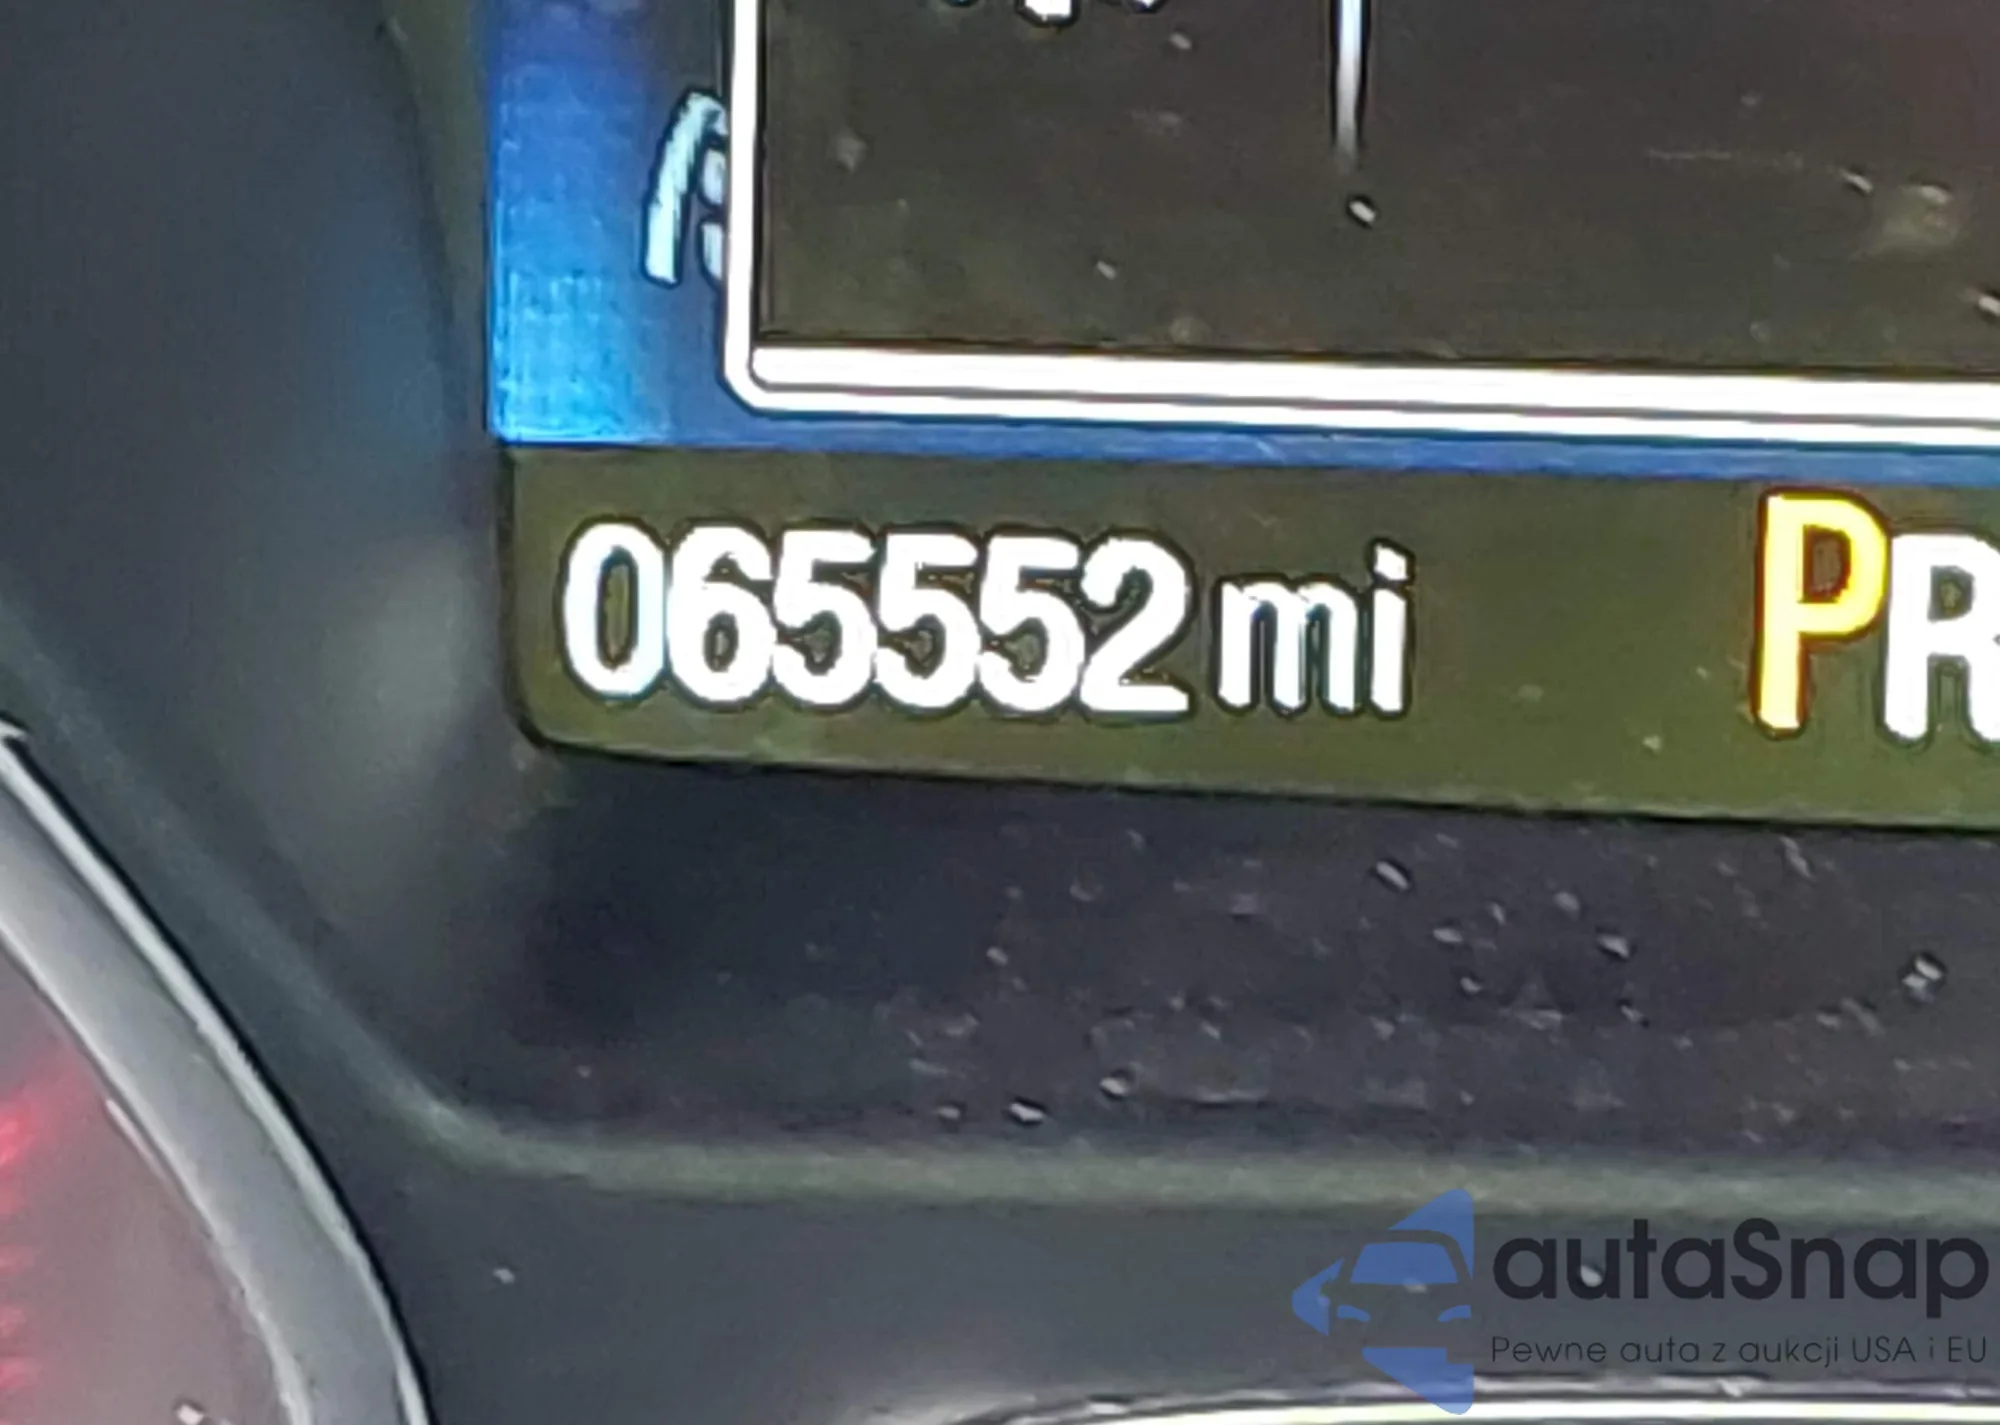 065552 mi PR
autaSnap
Pewne auta z aukcji USA i EU